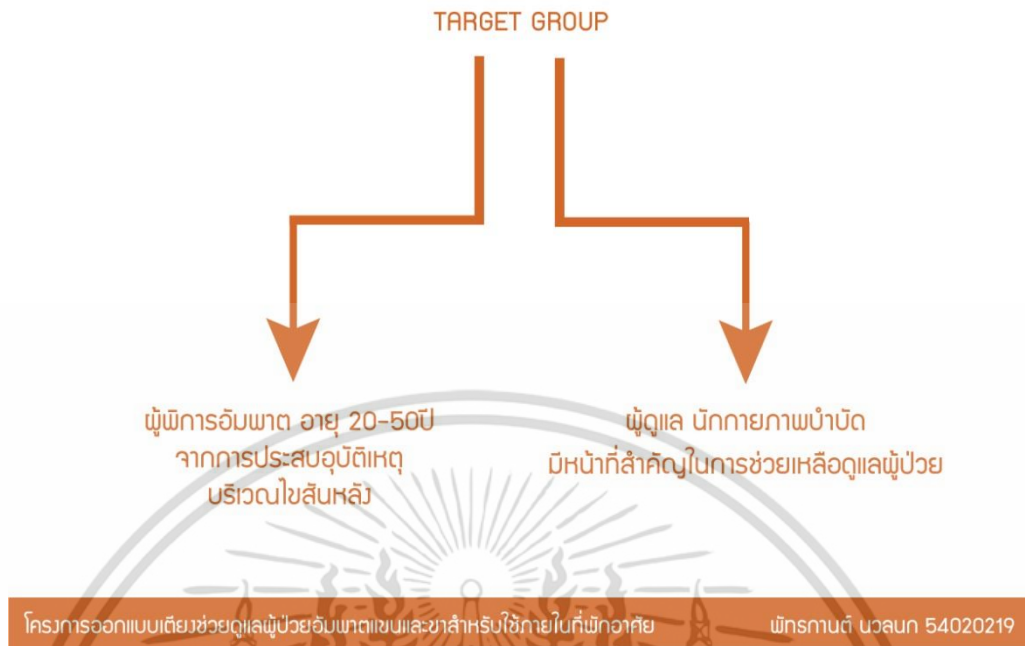 TARGET GROUP
ผู้พิการอัมพาต อายุ 20-50ปี
จากการประสบอุบัติเหตุ
บริเวณไขสันหลัง
ผู้ดูแล นักกายภาพบำบัด
มีหน้าที่สำคัญในการช่วยเหลือดูแลผู้ป่วย
โครงการออกแบบเตียงช่วยดูแลผู้ป่วยอัมพาตแขนและขาสำหรับใช้ภายในที่พักอาศัย
พัทรกานต์ นวลนก 54020219